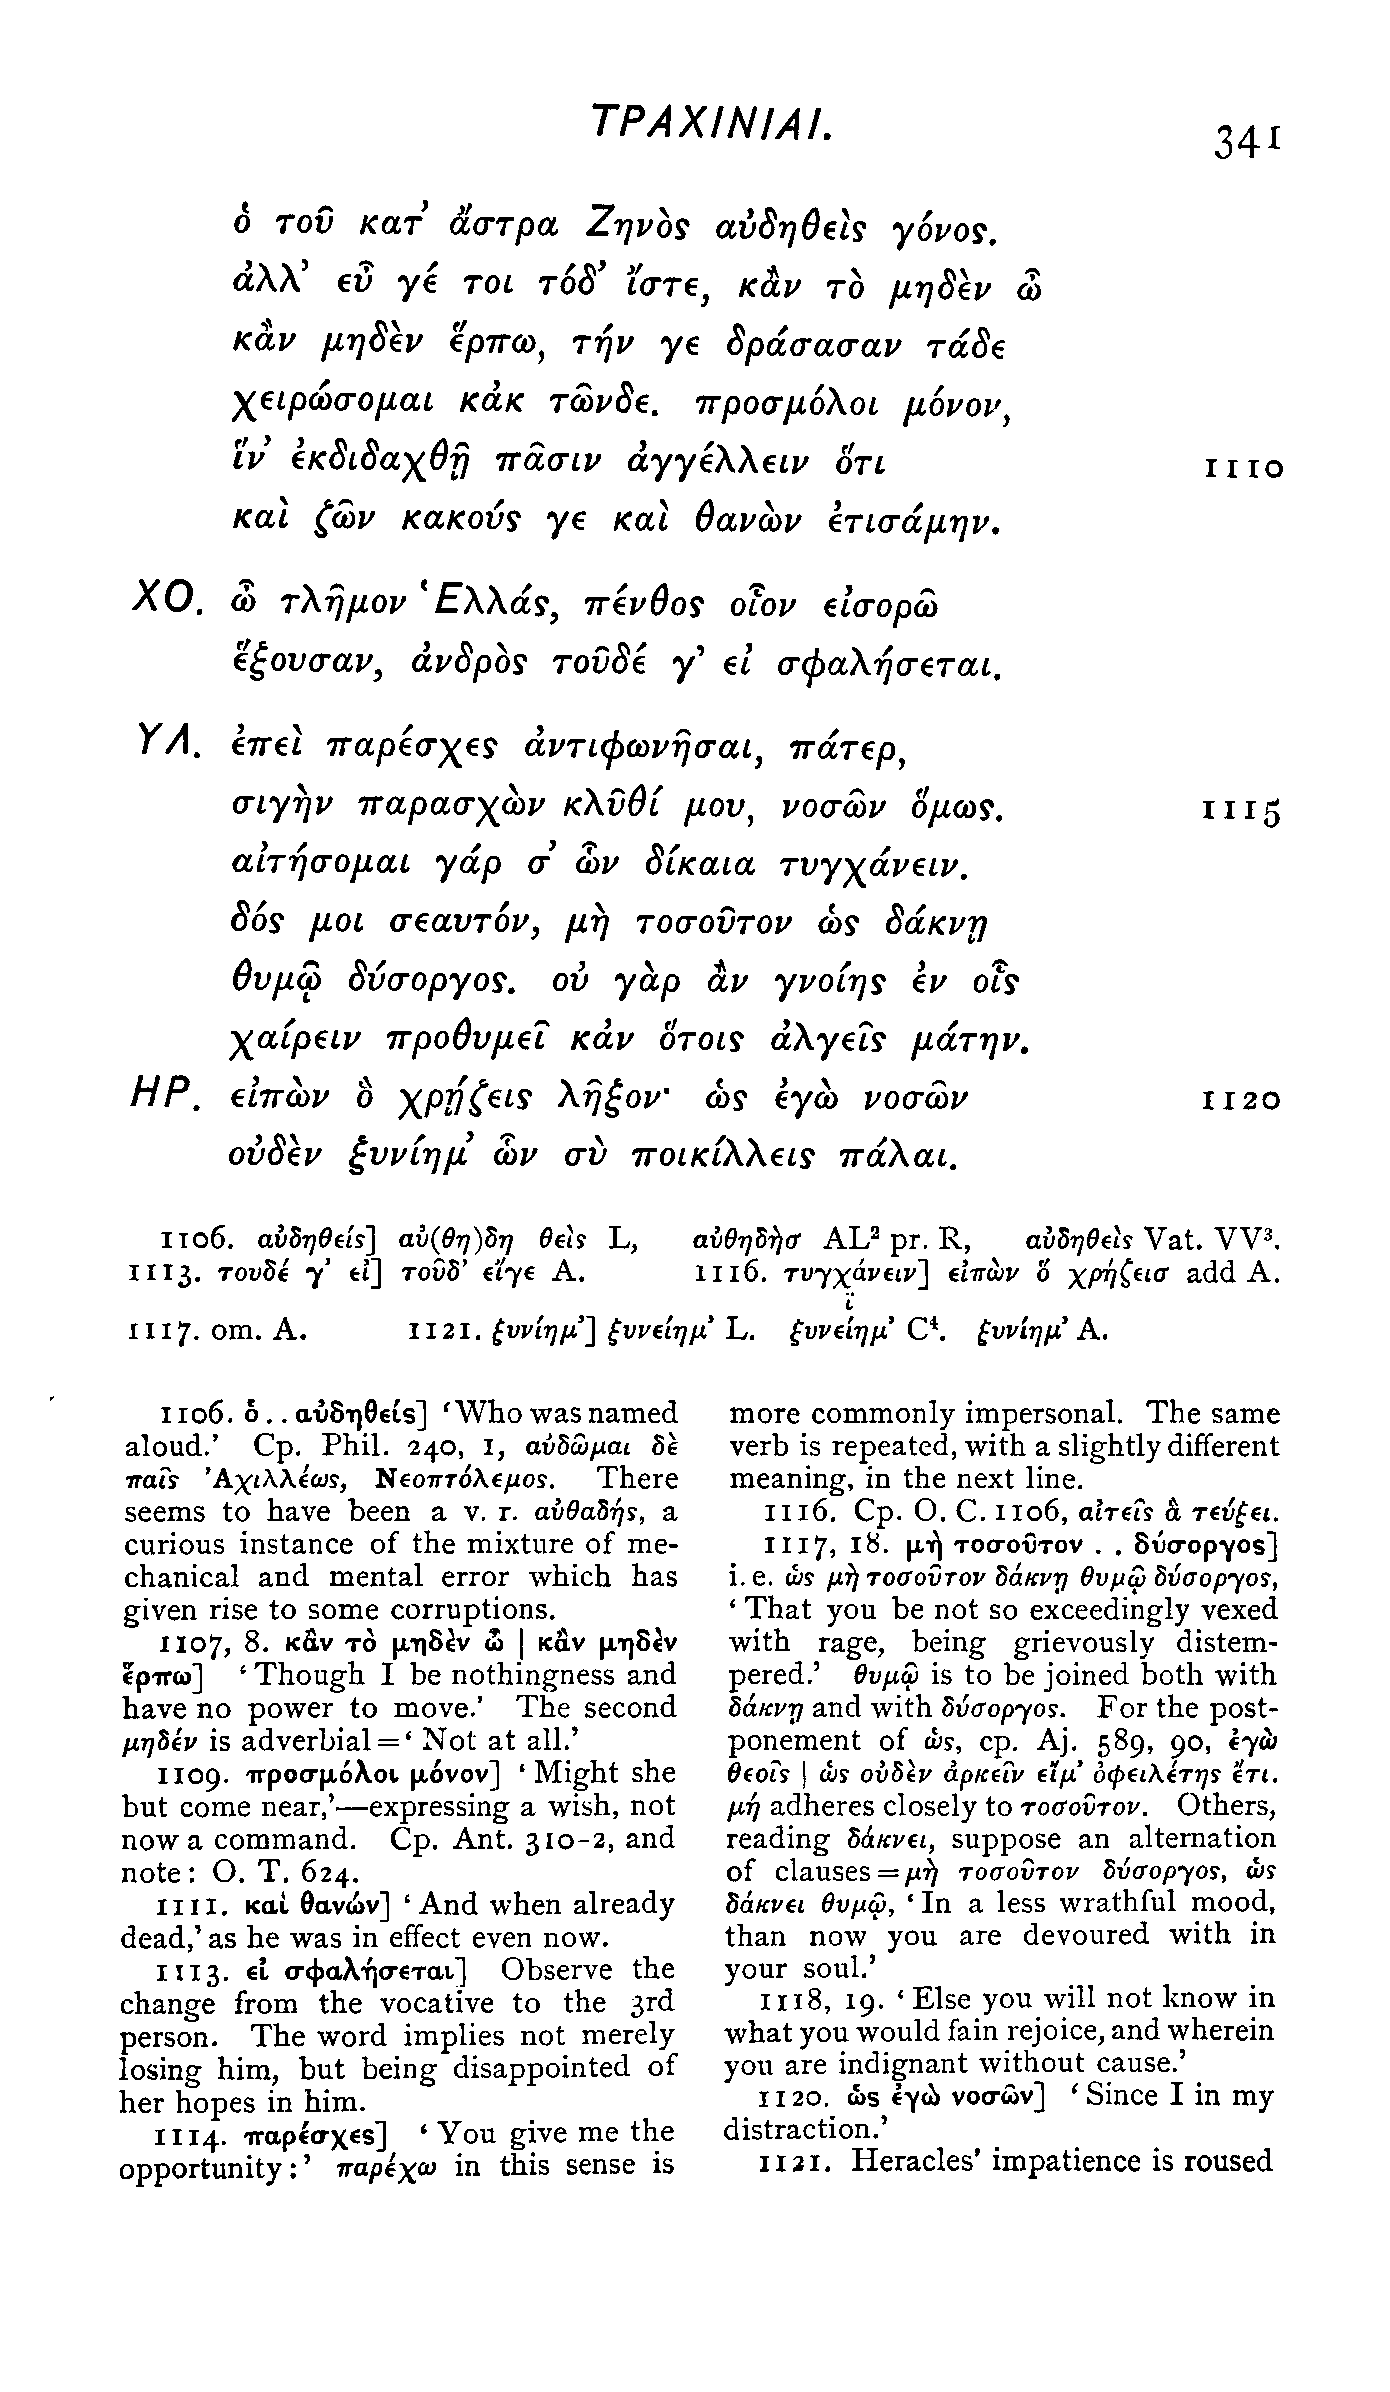 ΤΡΑΧΙΝΙΑΙ.
341
ὁ τοῦ κατ’ ἄστρα Ζηνὸς αὐδηθεὶς γόνος.
ἀλλ’ εὖ γέ τοι τόδ’ ἴστε, κἂν τὸ μηδὲν ὦ
κἂν μηδὲν ἕρπω, τήν γε δράσασαν τάδε
χειρώσομαι κἀκ τῶνδε. προσμόλοι μόνον,
ἵν’ ἐκδιδαχθῇ πᾶσιν ἀγγέλλειν ὅτι 1110
καὶ ζῶν κακούς γε καὶ θανὼν ἐτισάμην.
ΧΟ. ὦ τλῆμον Ἑλλάς, πένθος οἷον εἰσορῶ
ἕξουσαν, ἀνδρὸς τοῦδέ γ’ εἰ σφαλήσεται.
ΥΛ. ἐπεὶ παρέσχες ἀντιφωνῆσαι, πάτερ,
σιγὴν παρασχὼν κλῦθί μου, νοσῶν ὅμως. 1115
αἰτήσομαι γάρ σ’ ὧν δίκαια τυγχάνειν.
δός μοι σεαυτόν, μὴ τοσοῦτον ὡς δάκνῃ
θυμῷ δύσοργος. οὐ γὰρ ἂν γνοίης ἐν οἷς
χαίρειν προθυμεῖ κἀν ὅτοις ἀλγεῖς μάτην.
ΗΡ. εἰπὼν ὃ χρῄζεις λῆξον· ὡς ἐγὼ νοσῶν 1120
οὐδὲν ξυνίημ’ ὧν σὺ ποικίλλεις πάλαι.
1106. αὐδηθείς] αὐ(θη)δη θεὶς L, αὐθηδὴσ AL² pr. R, αὐδηθεὶς Vat. VV³.
1113. τουδέ γ’ εἰ] τοῦδ’ εἴγε A. 1116. τυγχάνειν] εἰπὼν ὅ χρήζεισ add A.
1117. om. A. 1121. ξυνίημ’] ξυνείημ’ L. ξυνείημ’ C⁴. ξυνίημ’ A.
1106. ὁ . . αὐδηθείς] ‘Who was named
aloud.’ Cp. Phil. 240, 1, αὐδῶμαι δὲ
παῖς Ἀχιλλέως, Νεοπτόλεμος. There
seems to have been a v. r. αὐθαδής, a
curious instance of the mixture of me-
chanical and mental error which has
given rise to some corruptions.
1107, 8. κἂν τὸ μηδὲν ὦ | κἂν μηδὲν
ἕρπω] ‘Though I be nothingness and
have no power to move.’ The second
μηδέν is adverbial = ‘Not at all.’
1109. προσμόλοι μόνον] ‘Might she
but come near,’—expressing a wish, not
now a command. Cp. Ant. 310-2, and
note: O. T. 624.
1111. καὶ θανών] ‘And when already
dead,’ as he was in effect even now.
1113. εἰ σφαλήσεται] Observe the
change from the vocative to the 3rd
person. The word implies not merely
losing him, but being disappointed of
her hopes in him.
1114. παρέσχες] ‘You give me the
opportunity:’ παρέχω in this sense is
more commonly impersonal. The same
verb is repeated, with a slightly different
meaning, in the next line.
1116. Cp. O. C. 1106, αἰτεῖς ἃ τεύξει.
1117, 18. μὴ τοσοῦτον . . δύσοργος]
i. e. ὡς μὴ τοσοῦτον δάκνῃ θυμῷ δύσοργος,
‘That you be not so exceedingly vexed
with rage, being grievously distem-
pered.’ θυμῷ is to be joined both with
δάκνῃ and with δύσοργος. For the post-
ponement of ὡς, cp. Aj. 589, 90, ἐγὼ
θεοῖς | ὡς οὐδὲν ἀρκεῖν εἶμ’ ὀφειλέτης ἔτι.
μή adheres closely to τοσοῦτον. Others,
reading δάκνει, suppose an alternation
of clauses = μὴ τοσοῦτον δύσοργος, ὡς
δάκνει θυμῷ, ‘In a less wrathful mood,
than now you are devoured with in
your soul.’
1118, 19. ‘Else you will not know in
what you would fain rejoice, and wherein
you are indignant without cause.’
1120. ὡς ἐγὼ νοσῶν] ‘Since I in my
distraction.’
1121. Heracles’ impatience is roused